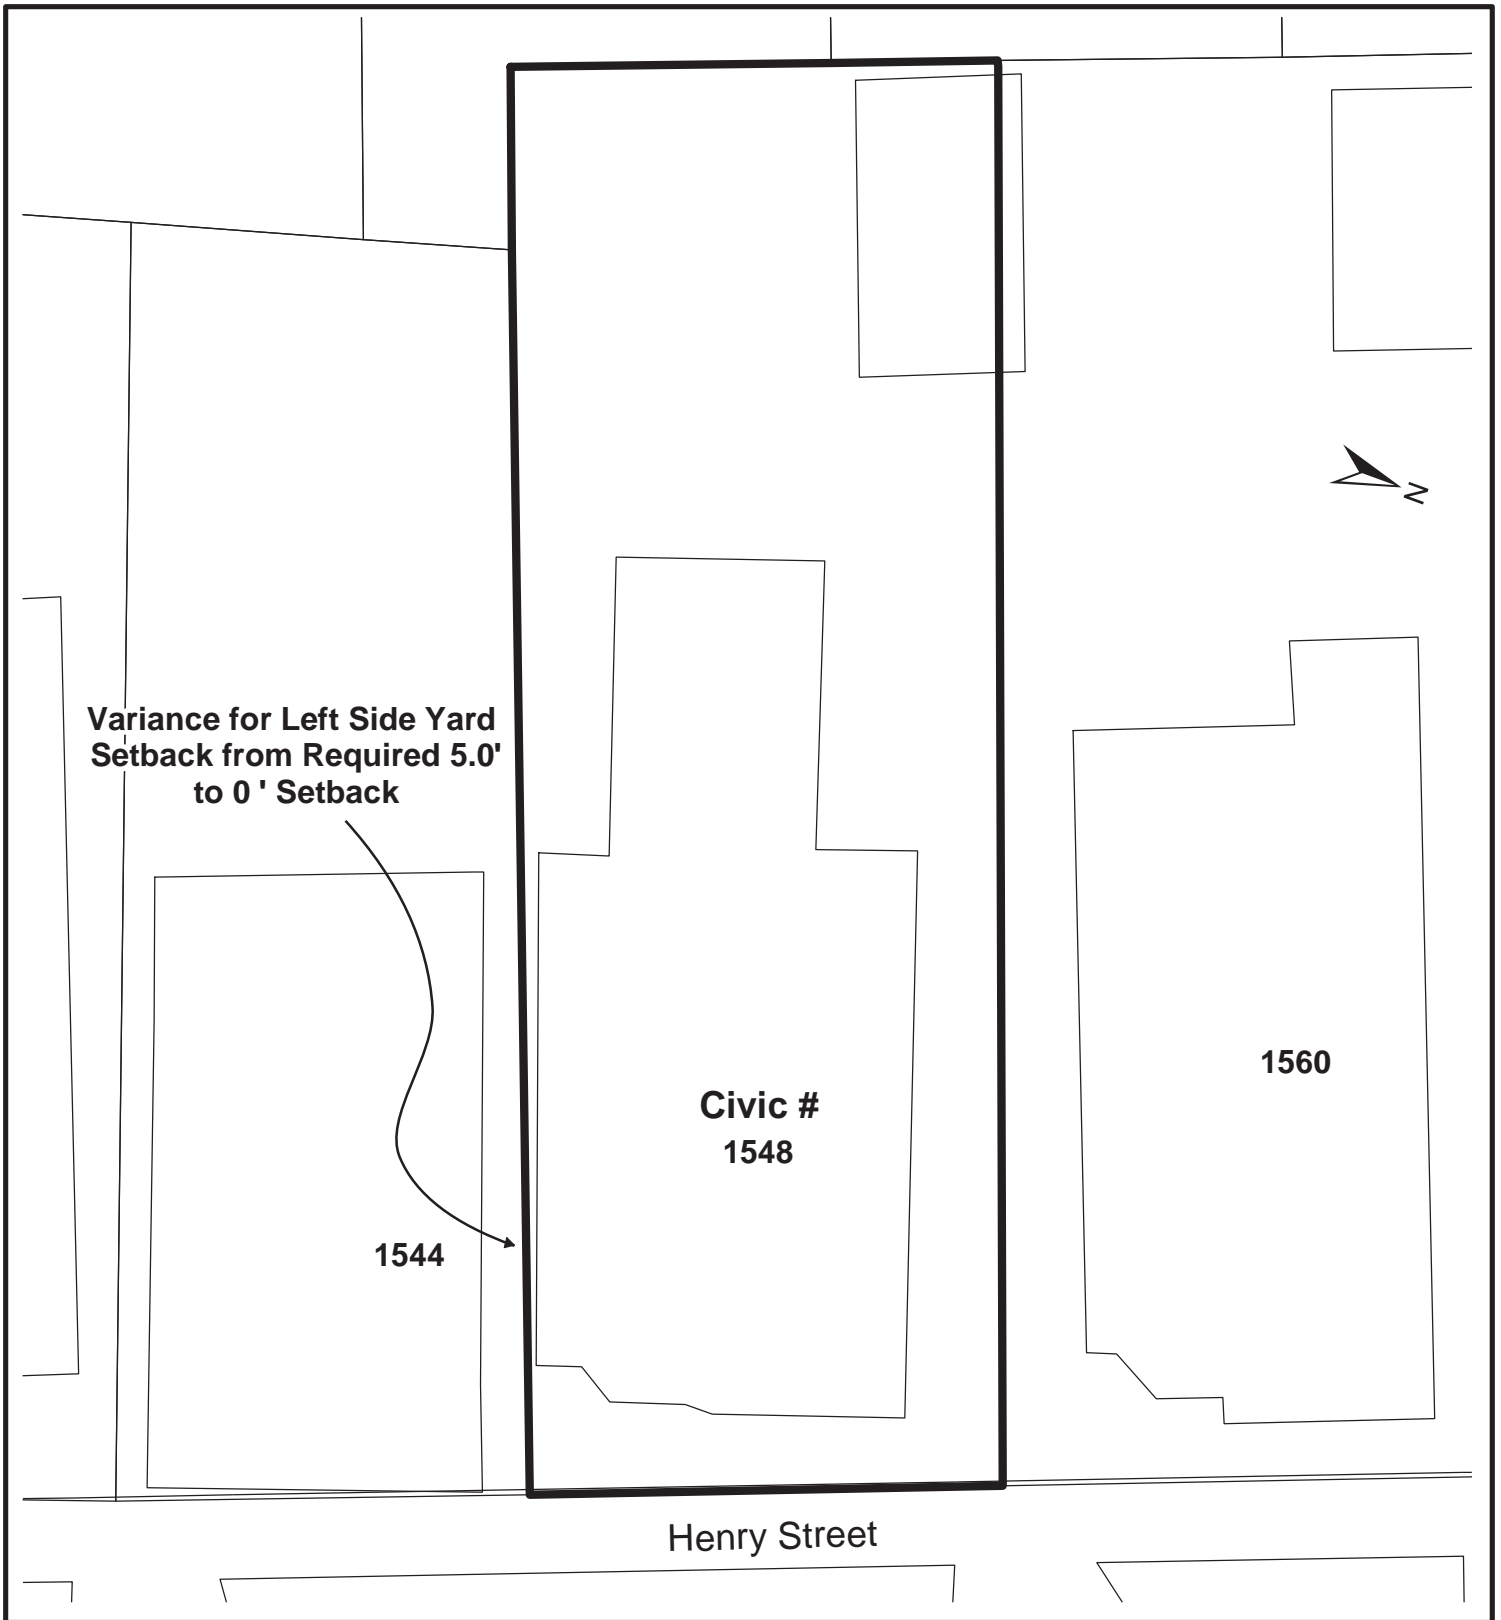 N
Variance for Left Side Yard
Setback from Required 5.0'
to 0 ' Setback
1560
Civic #
1548
1544
Henry Street